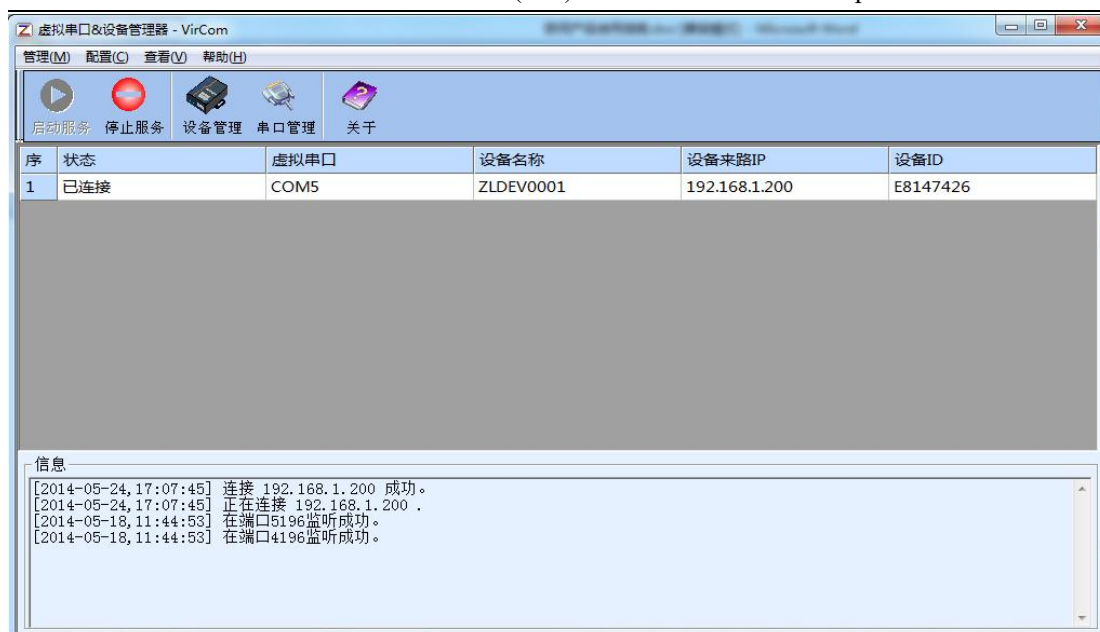 虚拟串口&设备管理器 - VirCom
管理(M) 配置(C) 查看(V) 帮助(H)
启动服务 停止服务 设备管理 串口管理 关于
序 状态 虚拟串口 设备名称 设备来路IP 设备ID
1 已连接 COM5 ZLDEV0001 192.168.1.200 E8147426
信息
[2014-05-24,17:07:45] 连接 192.168.1.200 成功。
[2014-05-24,17:07:45] 正在连接 192.168.1.200 .
[2014-05-18,11:44:53] 在端口5196监听成功。
[2014-05-18,11:44:53] 在端口4196监听成功。